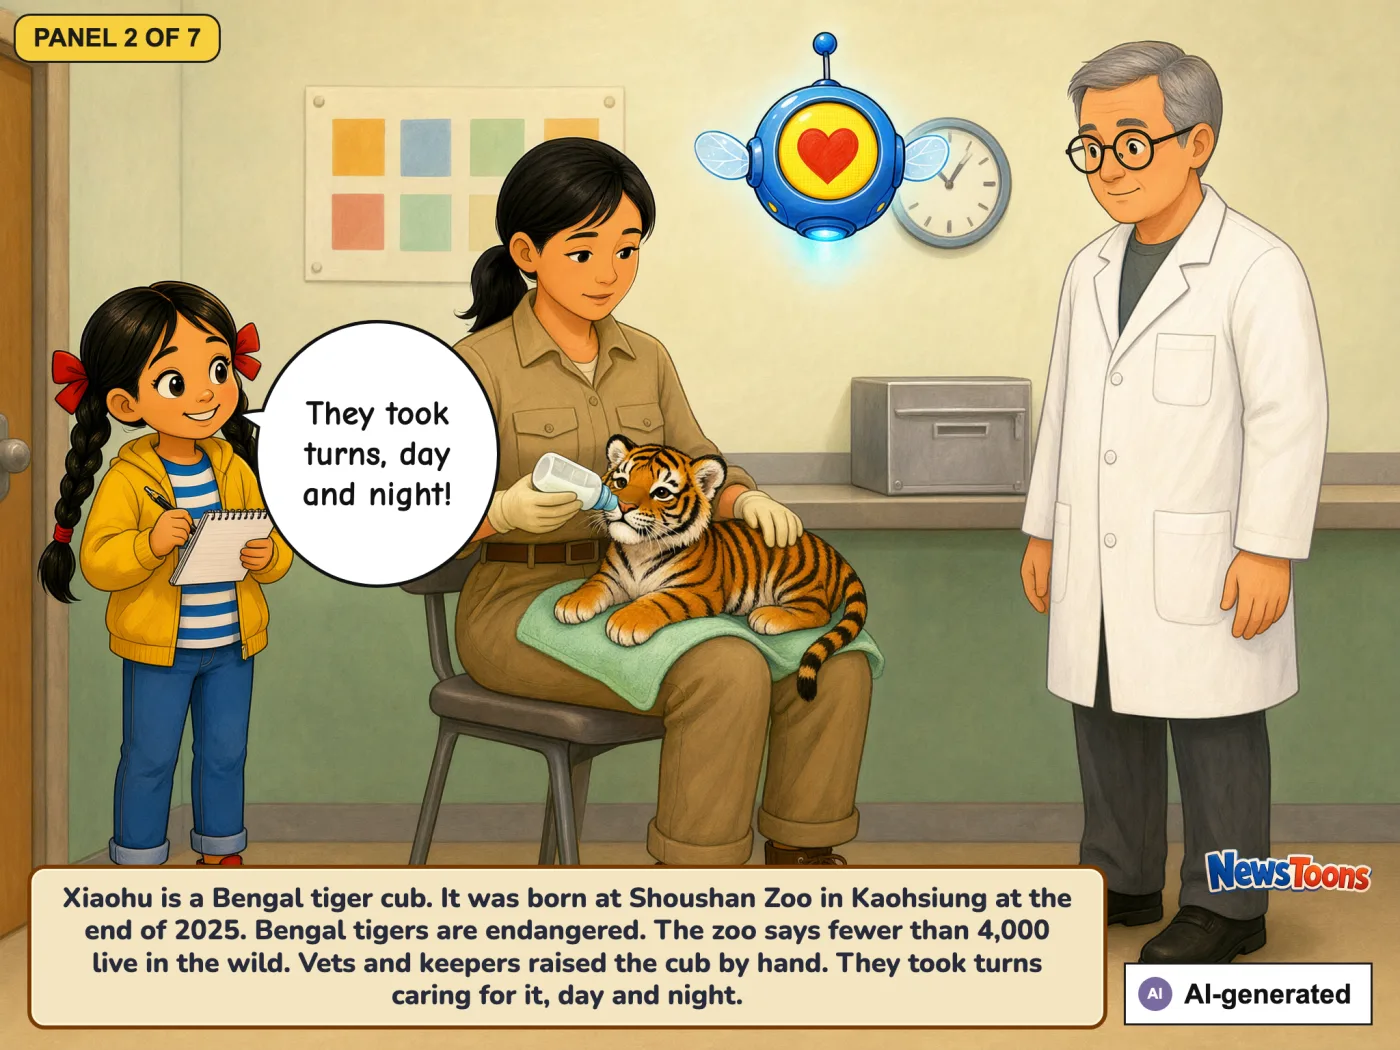 PANEL 2 OF 7
They took
turns, day
and night!
Xiaohu is a Bengal tiger cub. It was born at Shoushan Zoo in Kaohsiung at the
end of 2025. Bengal tigers are endangered. The zoo says fewer than 4,000
live in the wild. Vets and keepers raised the cub by hand. They took turns
caring for it, day and night.
NewsToons
AI AI-generated